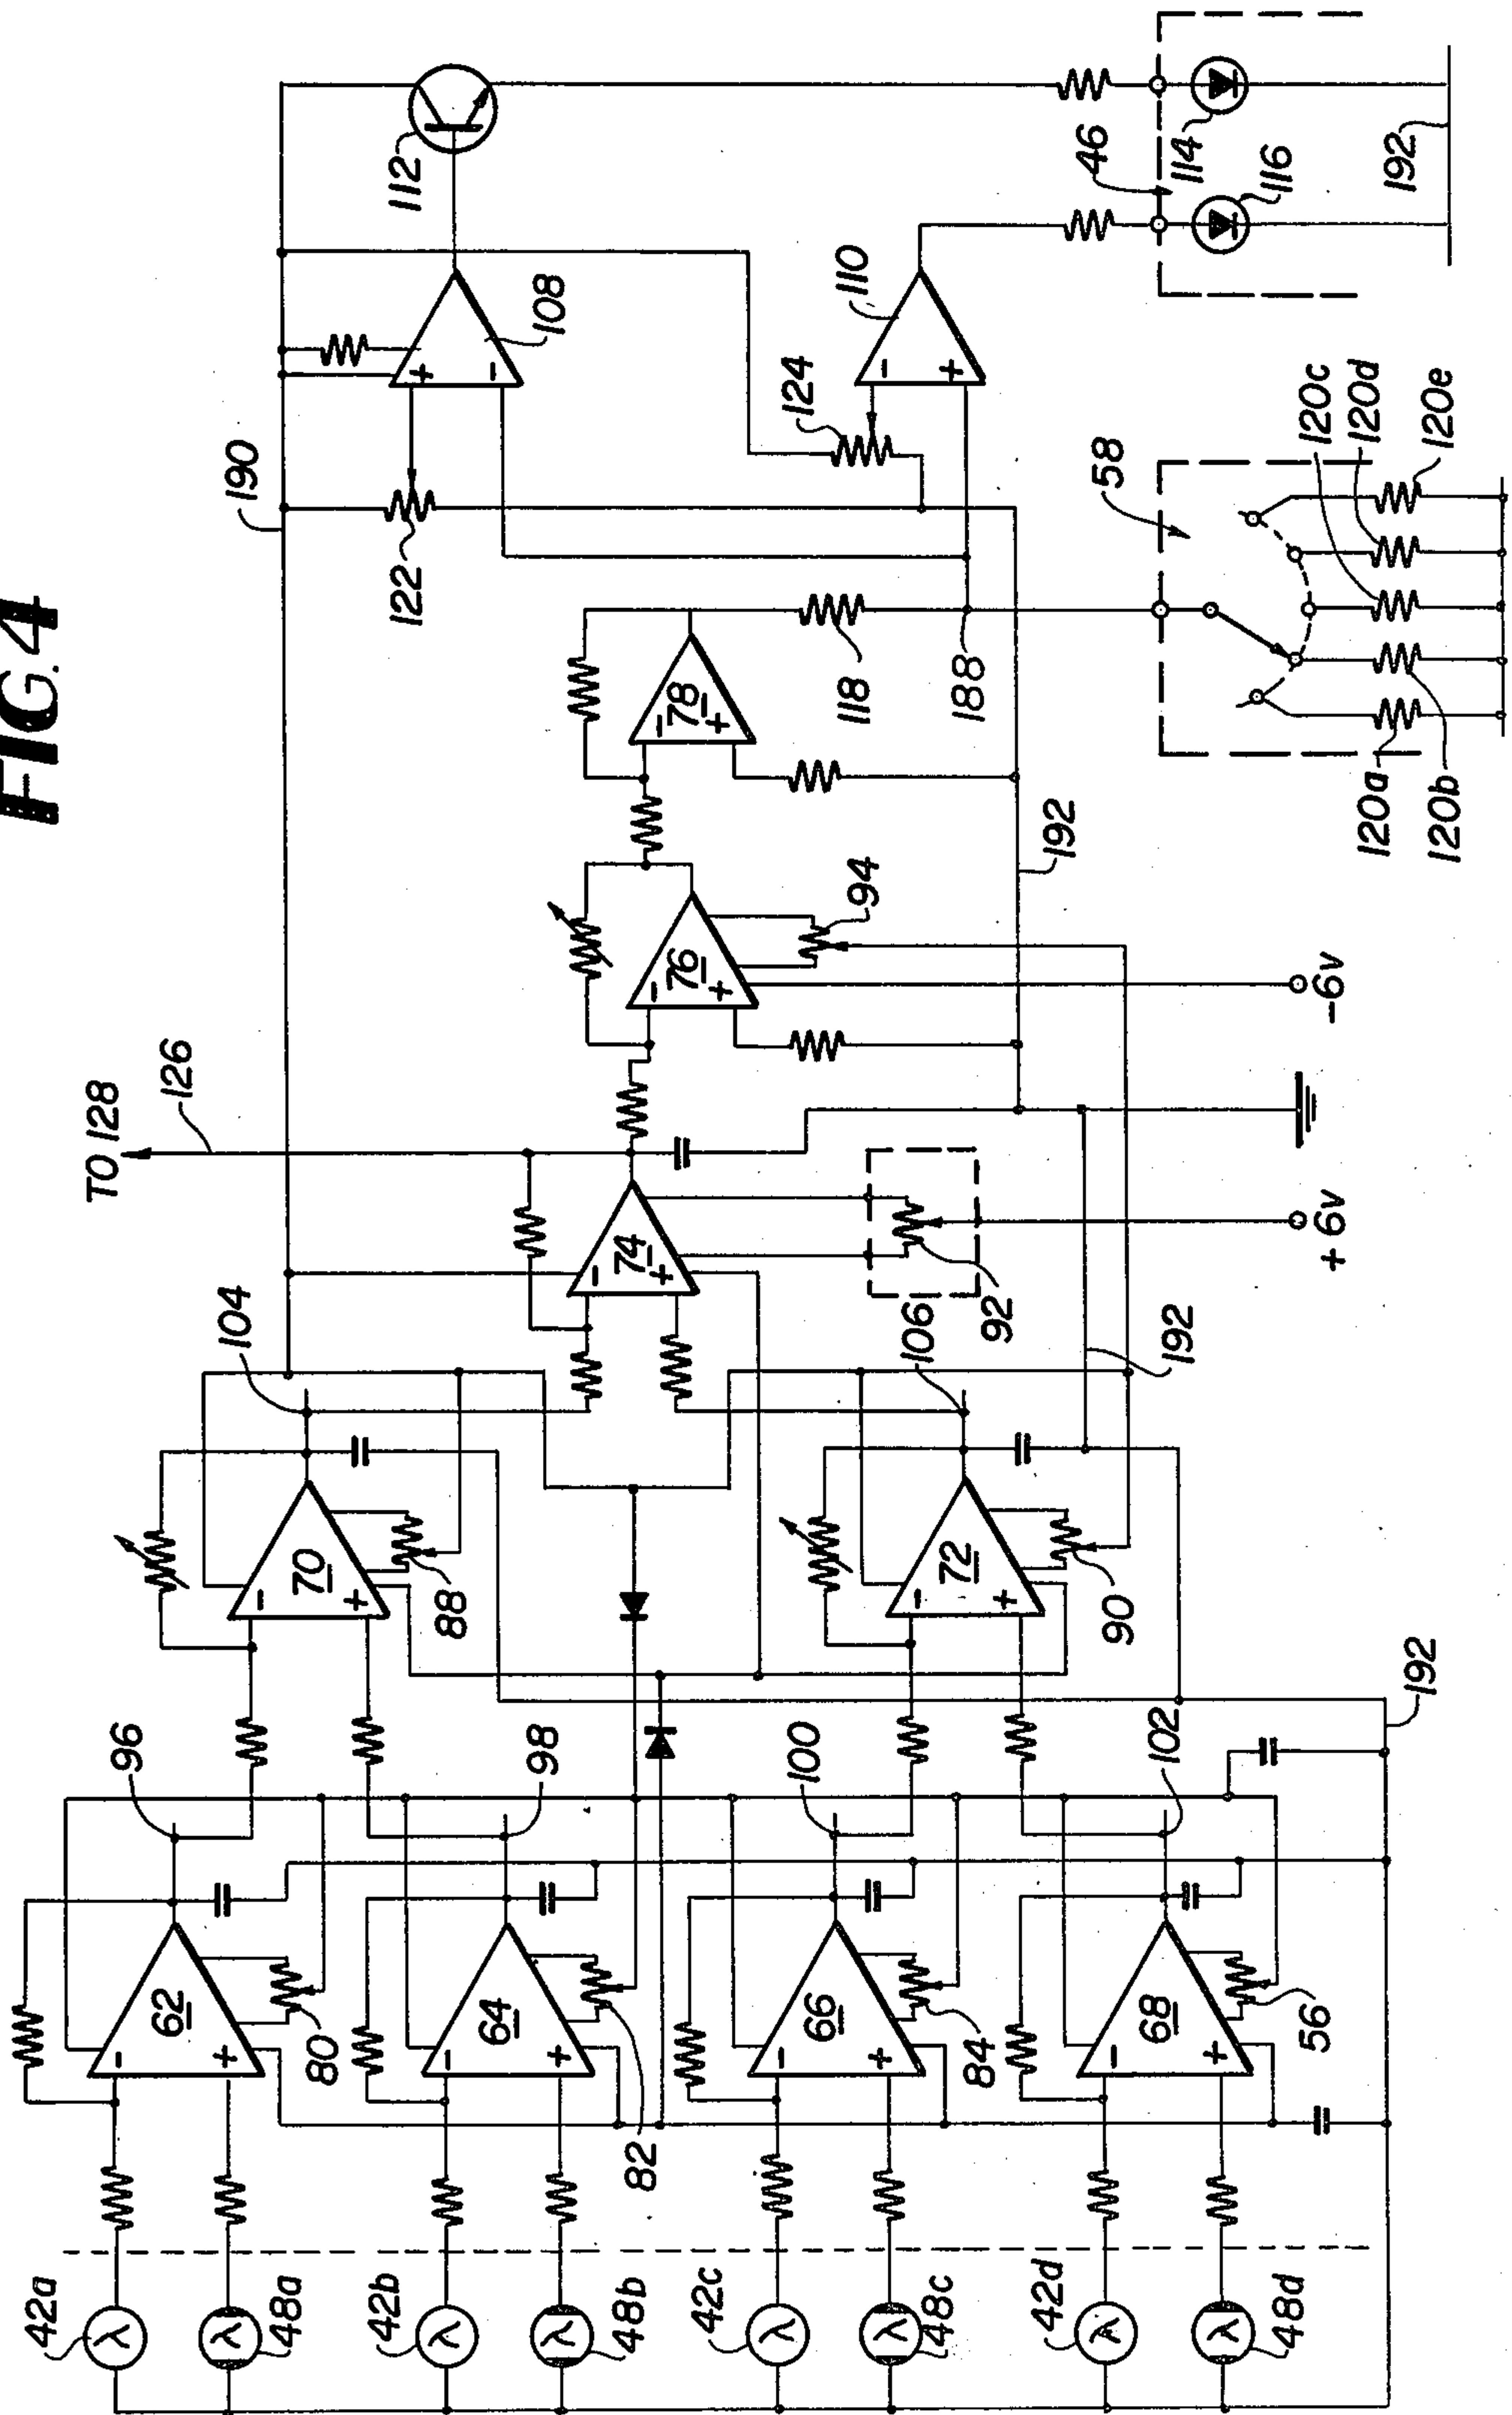 FIG. 4
TO 128
126
190
112
108
122
124
110
46
114
116
192
104
70
88
74
92
76
94
78
118
188
192
58
120a
120b
120c
120d
120e
96
62
80
98
64
82
100
66
84
102
68
56
72
90
106
192
192
+6v
-6v
42a
λ
48a
λ
42b
λ
48b
λ
42c
λ
48c
λ
42d
λ
48d
λ
- +
- +
- +
- +
- +
- +
- +
- +
- +
+ -
- +